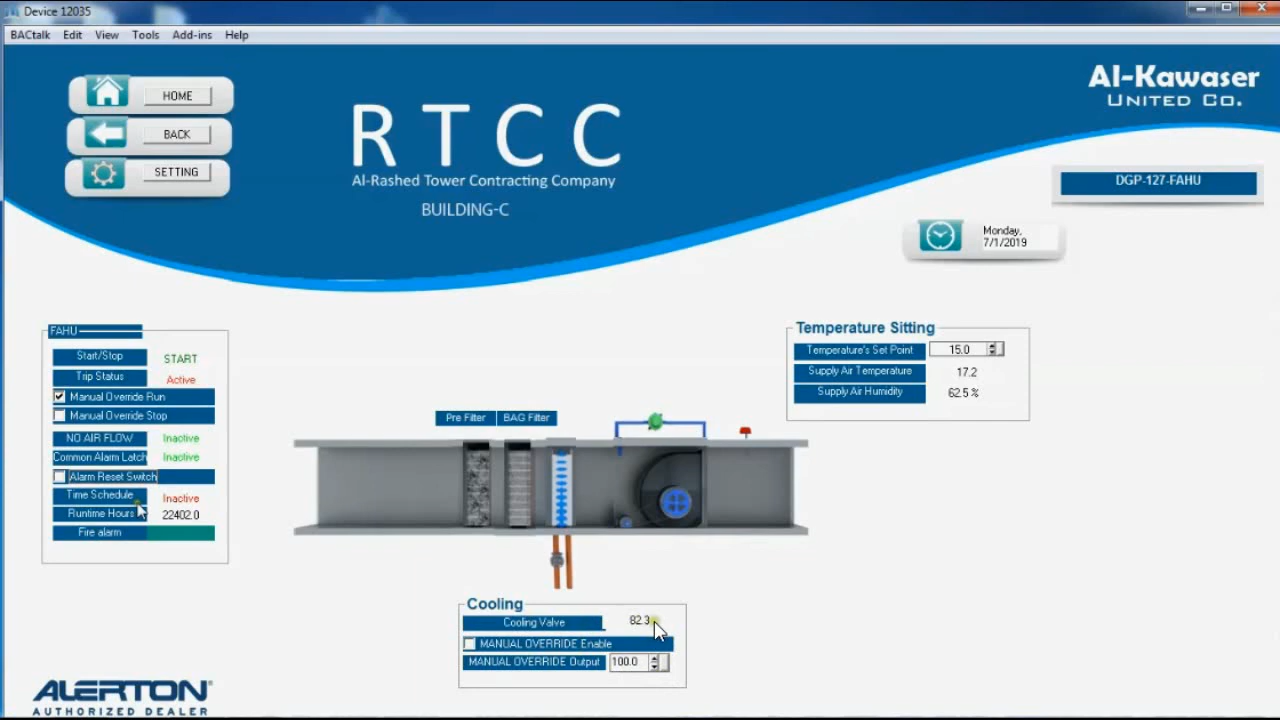 Device 12035
BACtalk Edit View Tools Add-ins Help
HOME
BACK
SETTING
R T C C
Al-Rashed Tower Contracting Company
BUILDING-C
Al-Kawaser
UNITED CO.
DGP-127-FAHU
Monday,
7/1/2019
FAHU
Start/Stop START
Trip Status Active
Manual Override Run
Manual Override Stop
NO AIR FLOW Inactive
Common Alarm Latch Inactive
Alarm Reset Switch
Time Schedule Inactive
Runtime Hours 22402.0
Fire alarm
Pre Filter BAG Filter
Temperature Sitting
Temperature's Set Point 15.0
Supply Air Temperature 17.2
Supply Air Humidity 62.5 %
Cooling
Cooling Valve 82.3
MANUAL OVERRIDE Enable
MANUAL OVERRIDE Output 100.0
ALERTON®
AUTHORIZED DEALER